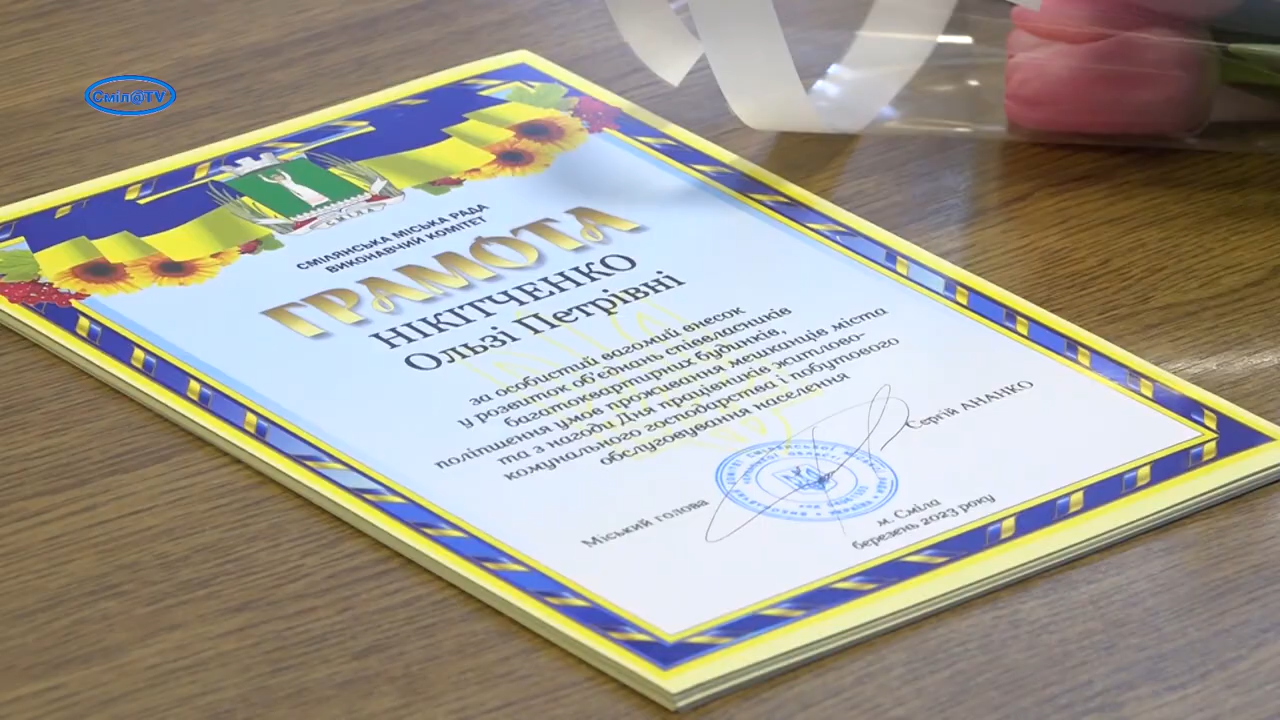 Сміл@TV
СМІЛА
СМІЛЯНСЬКА МІСЬКА РАДА
ВИКОНАВЧИЙ КОМІТЕТ
ГРАМОТА
НІКІТЧЕНКО
Ользі Петрівні
за особистий вагомий внесок
у розвиток об'єднань співвласників
багатоквартирних будинків,
поліпшення умов проживання мешканців міста
та з нагоди Дня працівників житлово-
комунального господарства і побутового
обслуговування населення
Міський голова
Сергій АНАНКО
м. Сміла
березень 2023 року